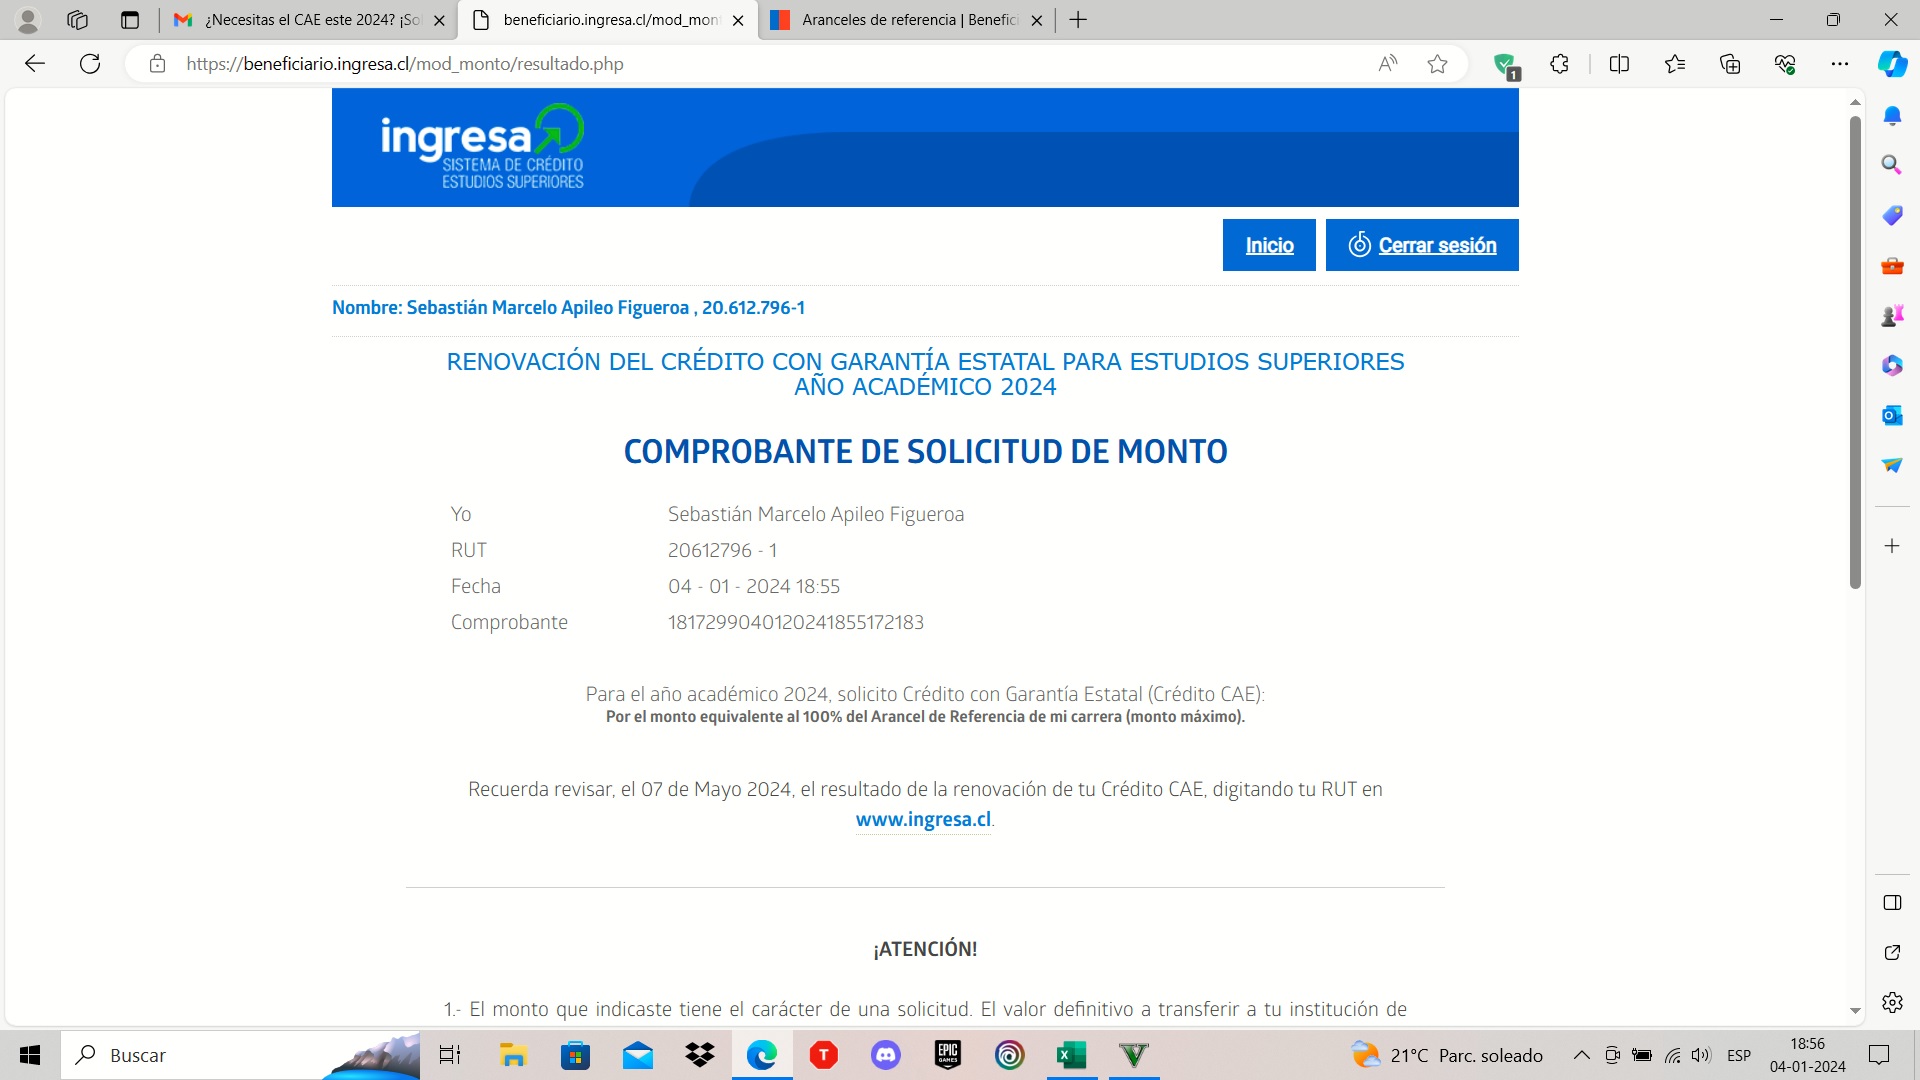 ¿Necesitas el CAE este 2024? ¡So
beneficiario.ingresa.cl/mod_mon
Aranceles de referencia | Benefic
https://beneficiario.ingresa.cl/mod_monto/resultado.php
1
ingresa
SISTEMA DE CRÉDITO
ESTUDIOS SUPERIORES
Inicio
Cerrar sesión
Nombre: Sebastián Marcelo Apileo Figueroa , 20.612.796-1
RENOVACIÓN DEL CRÉDITO CON GARANTÍA ESTATAL PARA ESTUDIOS SUPERIORES
AÑO ACADÉMICO 2024
COMPROBANTE DE SOLICITUD DE MONTO
Yo Sebastián Marcelo Apileo Figueroa
RUT 20612796 - 1
Fecha 04 - 01 - 2024 18:55
Comprobante 1817299040120241855172183
Para el año académico 2024, solicito Crédito con Garantía Estatal (Crédito CAE):
Por el monto equivalente al 100% del Arancel de Referencia de mi carrera (monto máximo).
Recuerda revisar, el 07 de Mayo 2024, el resultado de la renovación de tu Crédito CAE, digitando tu RUT en
www.ingresa.cl.
¡ATENCIÓN!
1.- El monto que indicaste tiene el carácter de una solicitud. El valor definitivo a transferir a tu institución de
Buscar
EPIC
GAMES
21°C Parc. soleado
ESP
18:56
04-01-2024